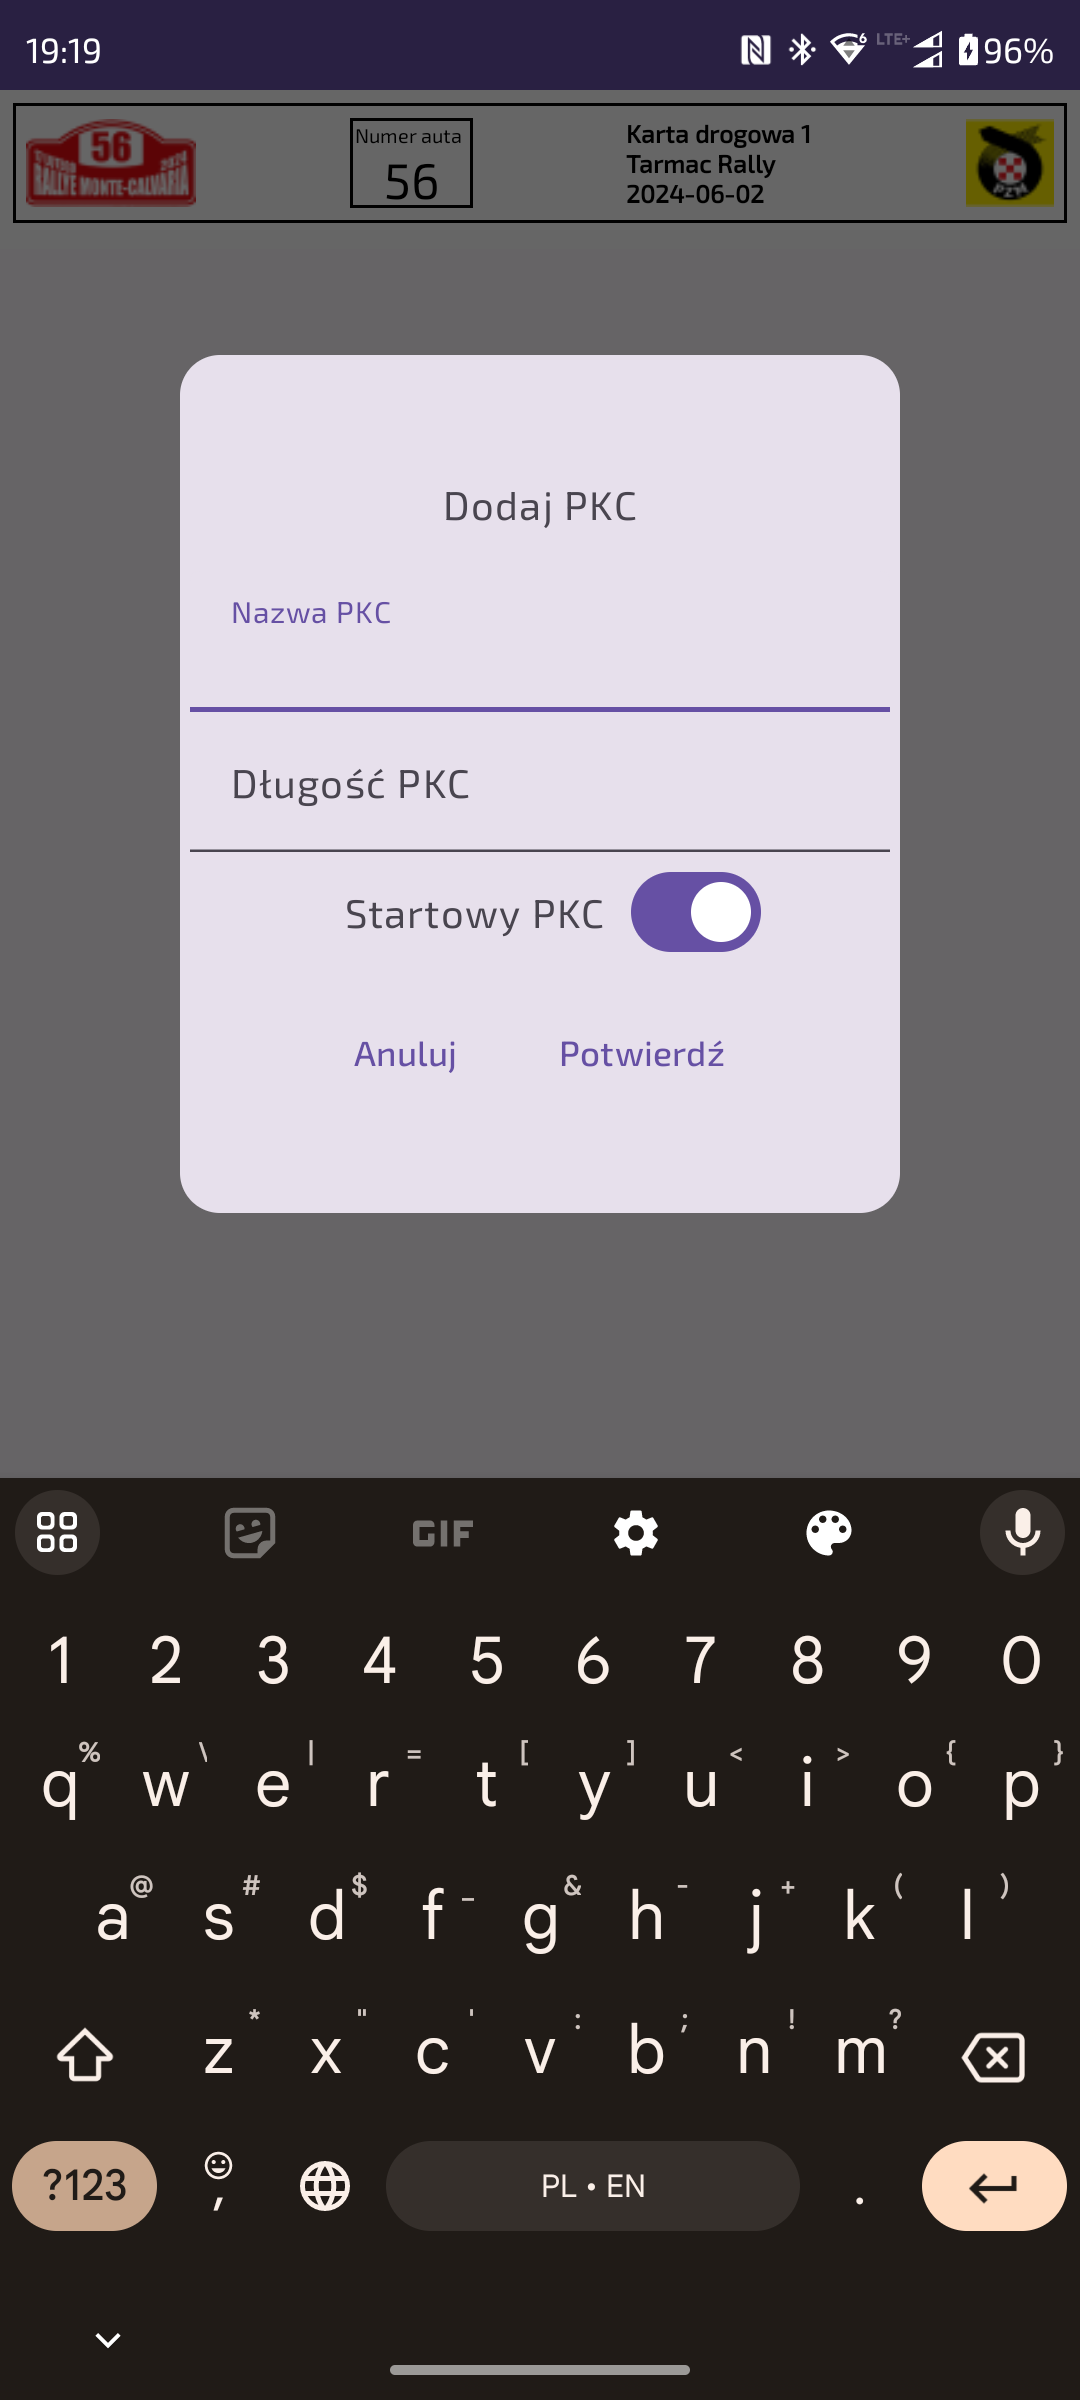 19:19
LTE+
96%
56
RALLYE MONTE-CALVARIA
Numer auta
56
Karta drogowa 1
Tarmac Rally
2024-06-02
PZM
Dodaj PKC
Nazwa PKC
Długość PKC
Startowy PKC
Anuluj
Potwierdź
GIF
1 2 3 4 5 6 7 8 9 0
% \ | = [ ] < > { }
q w e r t y u i o p
@ # $ _ & - + ( )
a s d f g h j k l
* " ' : ; ! ?
z x c v b n m
?123 , PL • EN .